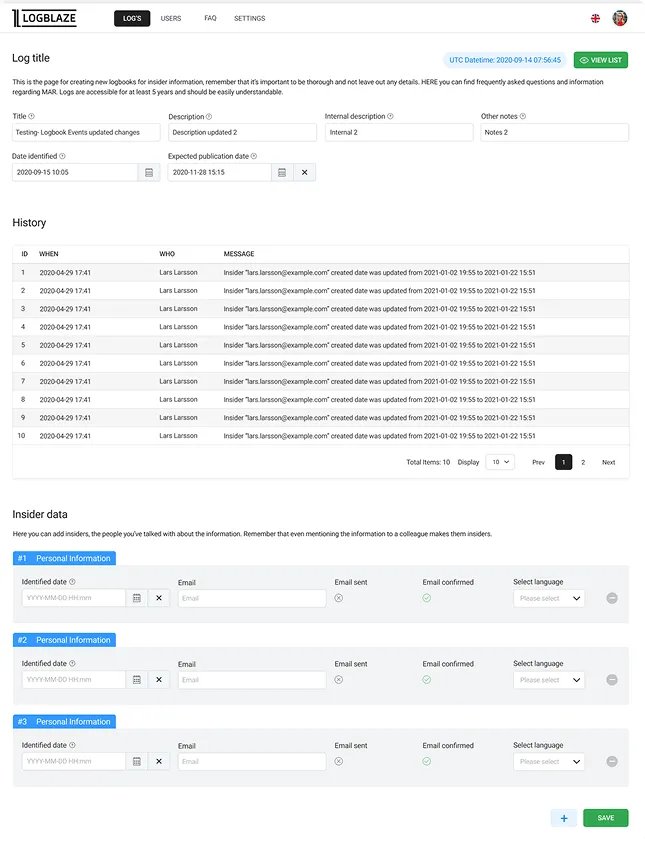 LOGBLAZE LOG'S USERS FAQ SETTINGS
Log title
UTC Datetime: 2020-09-14 07:56:45 VIEW LIST
This is the page for creating new logbooks for insider information, remember that it's important to be thorough and not leave out any details. HERE you can find frequently asked questions and information
regarding MAR. Logs are accessible for at least 5 years and should be easily understandable.
Title Description Internal description Other notes
Testing- Logbook Events updated changes Description updated 2 Internal 2 Notes 2
Date identified Expected publication date
2020-09-15 10:05 2020-11-28 15:15
History
ID WHEN WHO MESSAGE
1 2020-04-29 17:41 Lars Larsson Insider "lars.larsson@example.com" created date was updated from 2021-01-02 19:55 to 2021-01-22 15:51
2 2020-04-29 17:41 Lars Larsson Insider "lars.larsson@example.com" created date was updated from 2021-01-02 19:55 to 2021-01-22 15:51
3 2020-04-29 17:41 Lars Larsson Insider "lars.larsson@example.com" created date was updated from 2021-01-02 19:55 to 2021-01-22 15:51
4 2020-04-29 17:41 Lars Larsson Insider "lars.larsson@example.com" created date was updated from 2021-01-02 19:55 to 2021-01-22 15:51
5 2020-04-29 17:41 Lars Larsson Insider "lars.larsson@example.com" created date was updated from 2021-01-02 19:55 to 2021-01-22 15:51
6 2020-04-29 17:41 Lars Larsson Insider "lars.larsson@example.com" created date was updated from 2021-01-02 19:55 to 2021-01-22 15:51
7 2020-04-29 17:41 Lars Larsson Insider "lars.larsson@example.com" created date was updated from 2021-01-02 19:55 to 2021-01-22 15:51
8 2020-04-29 17:41 Lars Larsson Insider "lars.larsson@example.com" created date was updated from 2021-01-02 19:55 to 2021-01-22 15:51
9 2020-04-29 17:41 Lars Larsson Insider "lars.larsson@example.com" created date was updated from 2021-01-02 19:55 to 2021-01-22 15:51
10 2020-04-29 17:41 Lars Larsson Insider "lars.larsson@example.com" created date was updated from 2021-01-02 19:55 to 2021-01-22 15:51
Total Items: 10 Display 10 Prev 1 2 Next
Insider data
Here you can add insiders, the people you've talked with about the information. Remember that even mentioning the information to a colleague makes them insiders.
#1 Personal Information
Identified date Email Email sent Email confirmed Select language
YYYY-MM-DD HH:mm Email Please select
#2 Personal Information
Identified date Email Email sent Email confirmed Select language
YYYY-MM-DD HH:mm Email Please select
#3 Personal Information
Identified date Email Email sent Email confirmed Select language
YYYY-MM-DD HH:mm Email Please select
+ SAVE